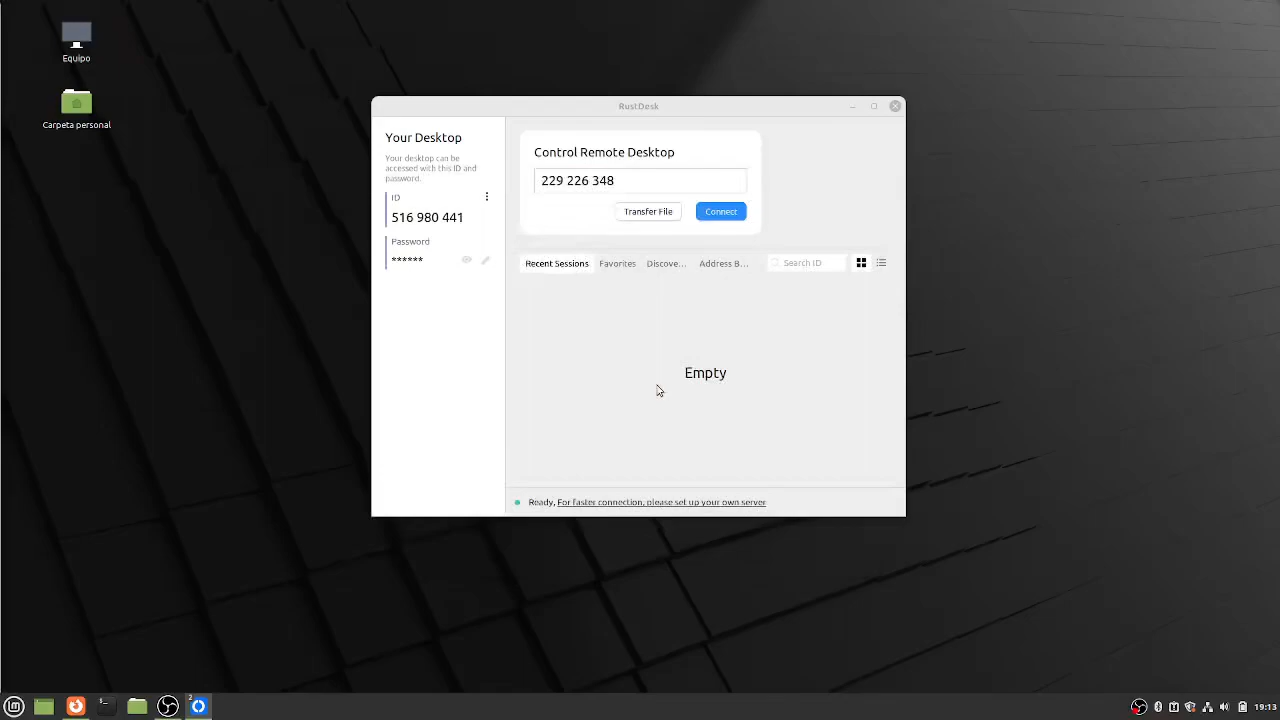 Equipo
Carpeta personal
RustDesk
Your Desktop
Your desktop can be
accessed with this ID and
password.
ID
516 980 441
Password
******
Control Remote Desktop
229 226 348
Transfer File
Connect
Recent Sessions
Favorites
Discove...
Address B...
Search ID
Empty
Ready, For faster connection, please set up your own server
2
19:13